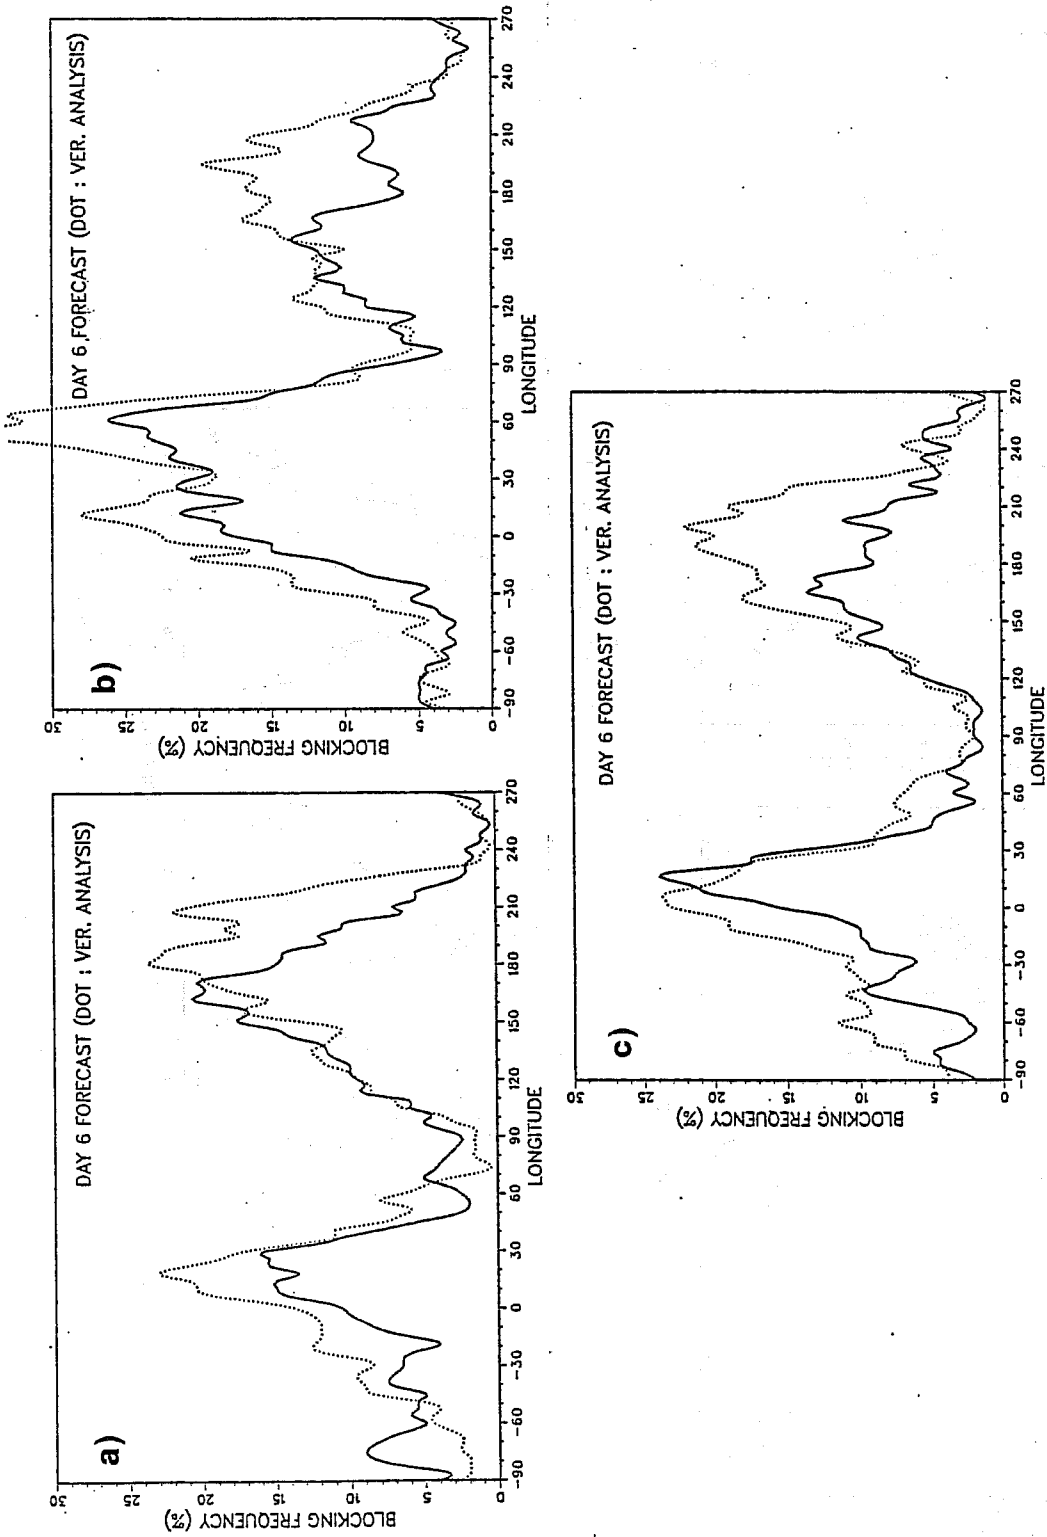 a)
DAY 6 FORECAST (DOT : VER. ANALYSIS)
BLOCKING FREQUENCY (%)
30
25
20
15
10
5
0
-90 -60 -30 0 30 60 90 120 150 180 210 240 270
LONGITUDE
b)
DAY 6 FORECAST (DOT : VER. ANALYSIS)
BLOCKING FREQUENCY (%)
30
25
20
15
10
5
0
-90 -60 -30 0 30 60 90 120 150 180 210 240 270
LONGITUDE
c)
DAY 6 FORECAST (DOT : VER. ANALYSIS)
BLOCKING FREQUENCY (%)
30
25
20
15
10
5
0
-90 -60 -30 0 30 60 90 120 150 180 210 240 270
LONGITUDE